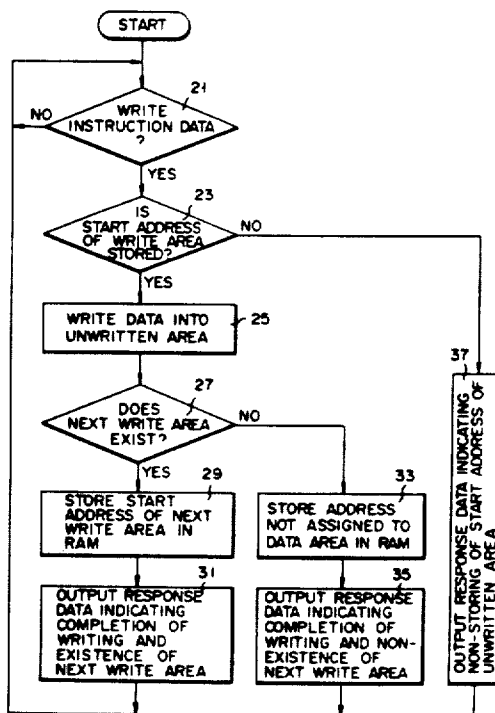 START
21
NO
WRITE
INSTRUCTION DATA
?
YES
23
IS
START ADDRESS
OF WRITE AREA
STORED?
NO
YES
WRITE DATA INTO
UNWRITTEN AREA
25
27
DOES
NEXT WRITE AREA
EXIST?
NO
YES
29
STORE START
ADDRESS OF NEXT
WRITE AREA IN
RAM
33
STORE ADDRESS
NOT ASSIGNED TO
DATA AREA IN RAM
31
OUTPUT RESPONSE
DATA INDICATING
COMPLETION OF
WRITING AND
EXISTENCE OF
NEXT WRITE AREA
35
OUTPUT RESPONSE
DATA INDICATING
COMPLETION OF
WRITING AND NON-
EXISTENCE OF
NEXT WRITE AREA
37
OUTPUT RESPONSE DATA INDICATING
NON-STORING OF START ADDRESS OF
UNWRITTEN AREA